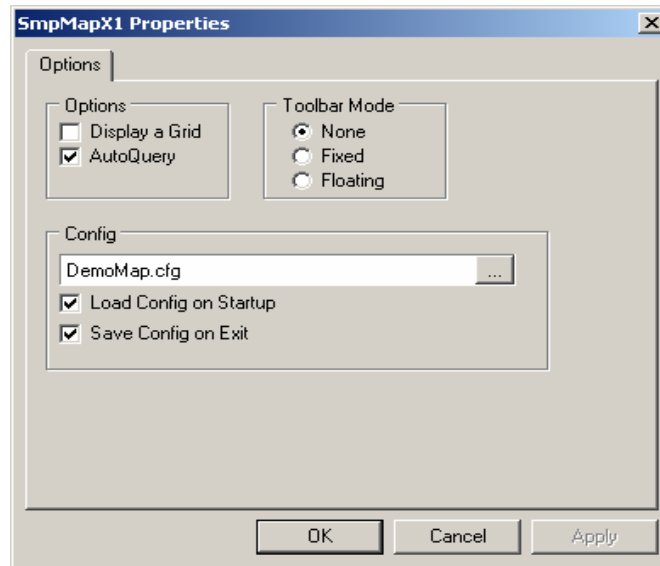 SmpMapX1 Properties
Options
Options
Display a Grid
AutoQuery
Toolbar Mode
None
Fixed
Floating
Config
DemoMap.cfg
...
Load Config on Startup
Save Config on Exit
OK
Cancel
Apply